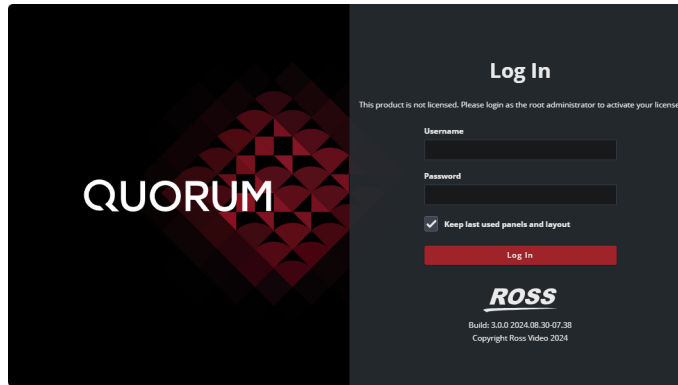 QUORUM
Log In
This product is not licensed. Please login as the root administrator to activate your license
Username
Password
Keep last used panels and layout
Log In
ROSS
Build: 3.0.0 2024.08.30-07.38
Copyright Ross Video 2024